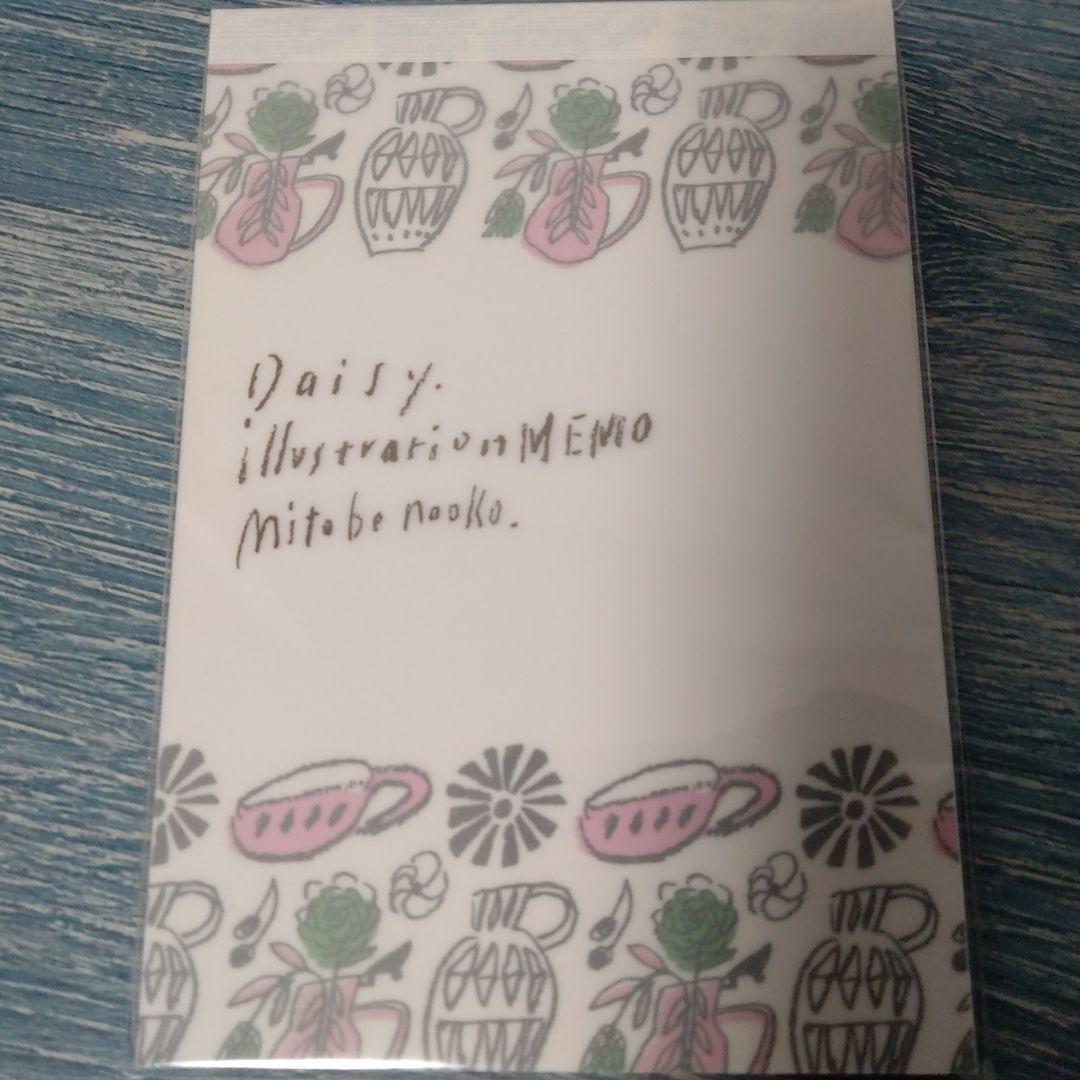 Daisy.
illustration MEMO
Mitobe naoko.